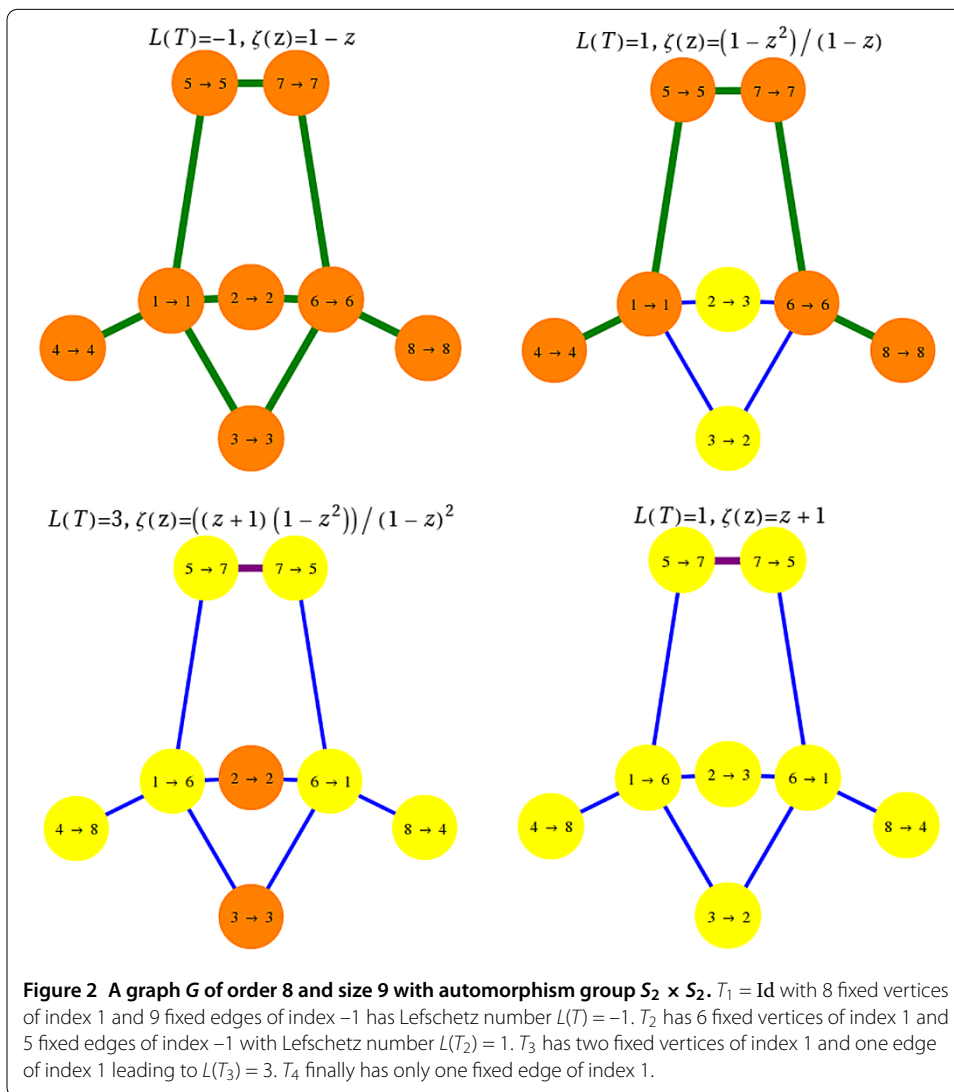 L(T)=−1, ζ(z)=1 − z
L(T)=1, ζ(z)=(1 − z²) / (1 − z)
5 → 5
7 → 7
1 → 1
2 → 2
6 → 6
4 → 4
8 → 8
3 → 3
5 → 5
7 → 7
1 → 1
2 → 3
6 → 6
4 → 4
8 → 8
3 → 2
L(T)=3, ζ(z)=((z + 1) (1 − z²)) / (1 − z)²
L(T)=1, ζ(z)=z + 1
5 → 7
7 → 5
1 → 6
2 → 2
6 → 1
4 → 8
8 → 4
3 → 3
5 → 7
7 → 5
1 → 6
2 → 3
6 → 1
4 → 8
8 → 4
3 → 2
Figure 2 A graph G of order 8 and size 9 with automorphism group S₂ × S₂. T₁ = Id with 8 fixed vertices
of index 1 and 9 fixed edges of index –1 has Lefschetz number L(T) = –1. T₂ has 6 fixed vertices of index 1 and
5 fixed edges of index –1 with Lefschetz number L(T₂) = 1. T₃ has two fixed vertices of index 1 and one edge
of index 1 leading to L(T₃) = 3. T₄ finally has only one fixed edge of index 1.